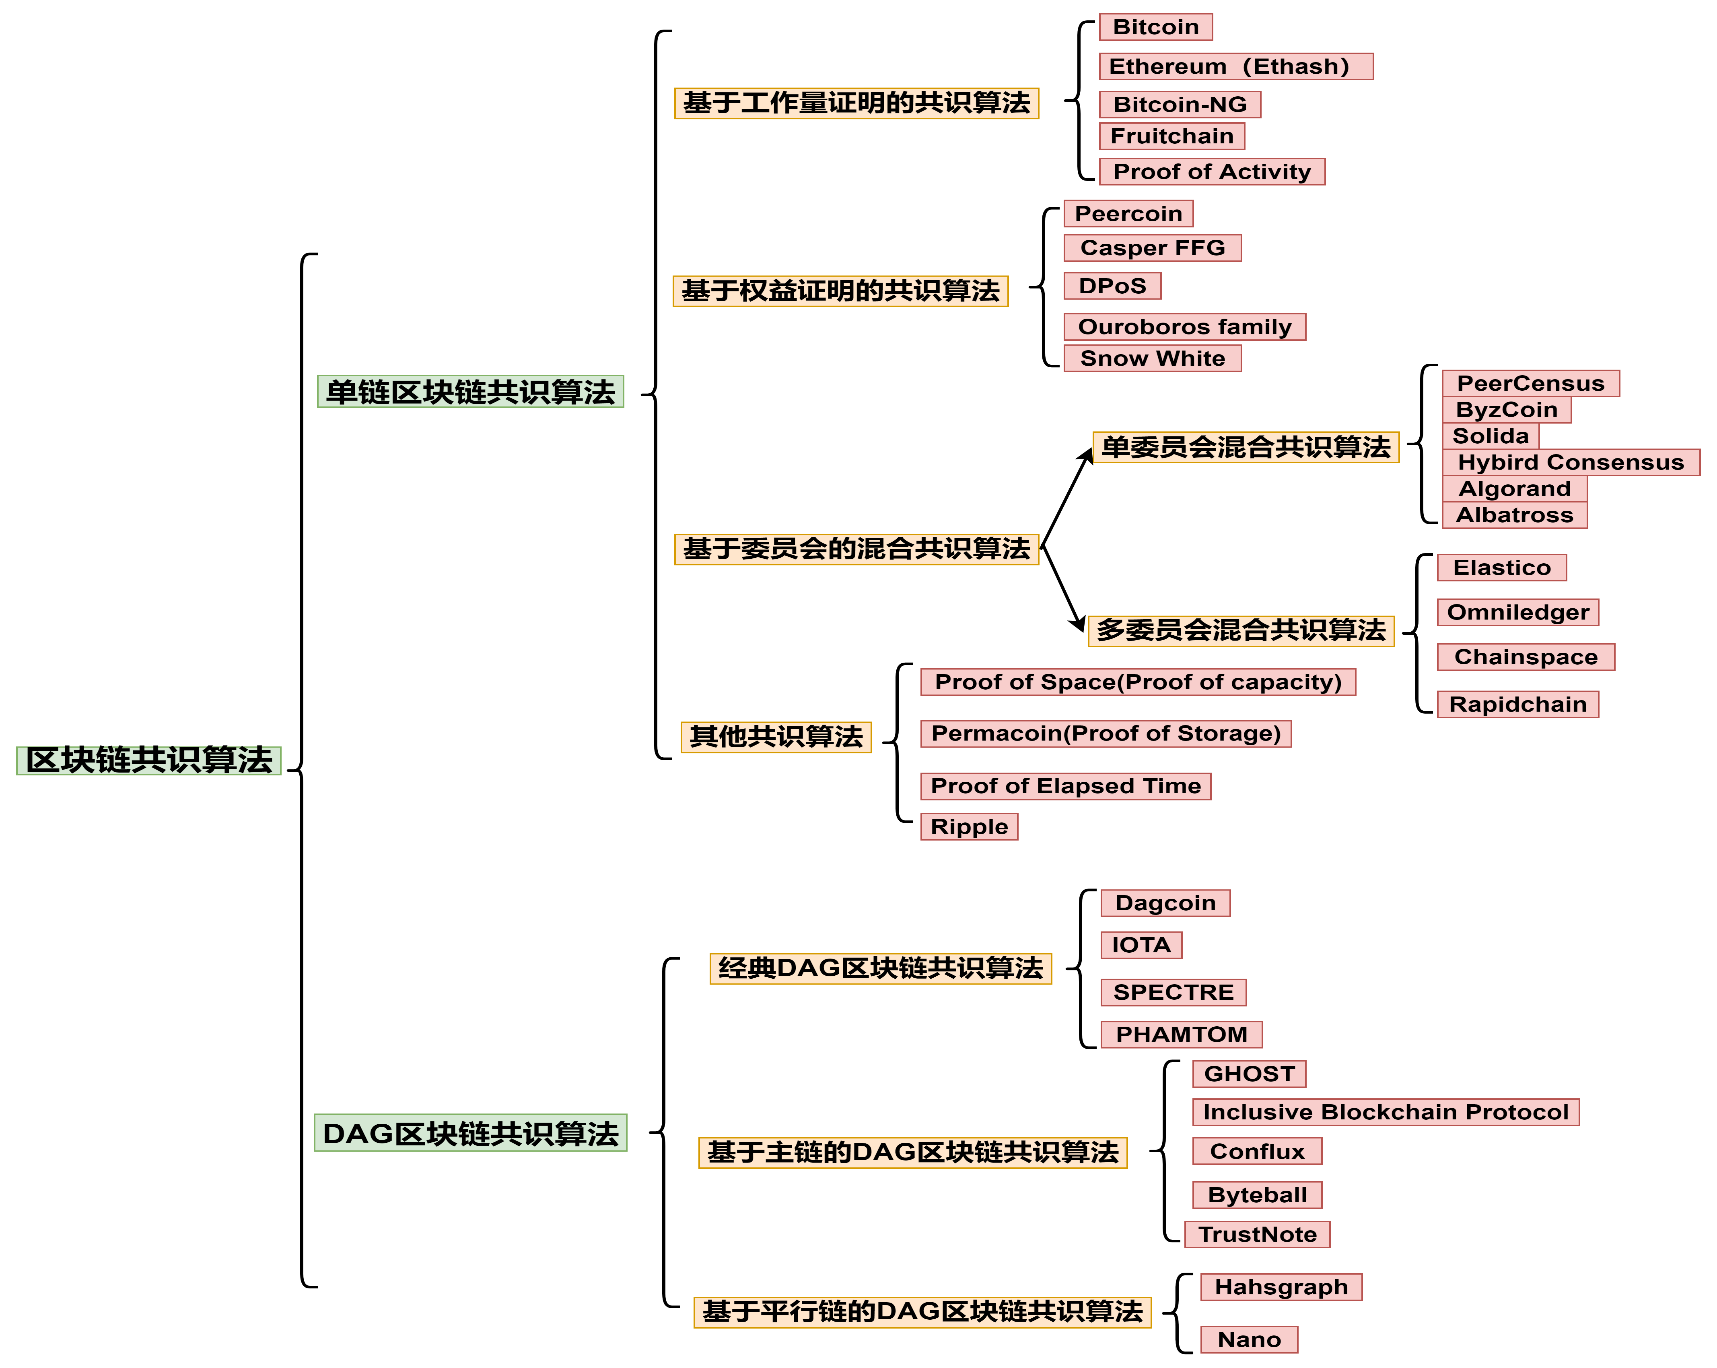 区块链共识算法
单链区块链共识算法
基于工作量证明的共识算法
Bitcoin
Ethereum（Ethash）
Bitcoin-NG
Fruitchain
Proof of Activity
基于权益证明的共识算法
Peercoin
Casper FFG
DPoS
Ouroboros family
Snow White
基于委员会的混合共识算法
单委员会混合共识算法
PeerCensus
ByzCoin
Solida
Hybird Consensus
Algorand
Albatross
多委员会混合共识算法
Elastico
Omniledger
Chainspace
Rapidchain
其他共识算法
Proof of Space(Proof of capacity)
Permacoin(Proof of Storage)
Proof of Elapsed Time
Ripple
DAG区块链共识算法
经典DAG区块链共识算法
Dagcoin
IOTA
SPECTRE
PHAMTOM
基于主链的DAG区块链共识算法
GHOST
Inclusive Blockchain Protocol
Conflux
Byteball
TrustNote
基于平行链的DAG区块链共识算法
Hahsgraph
Nano